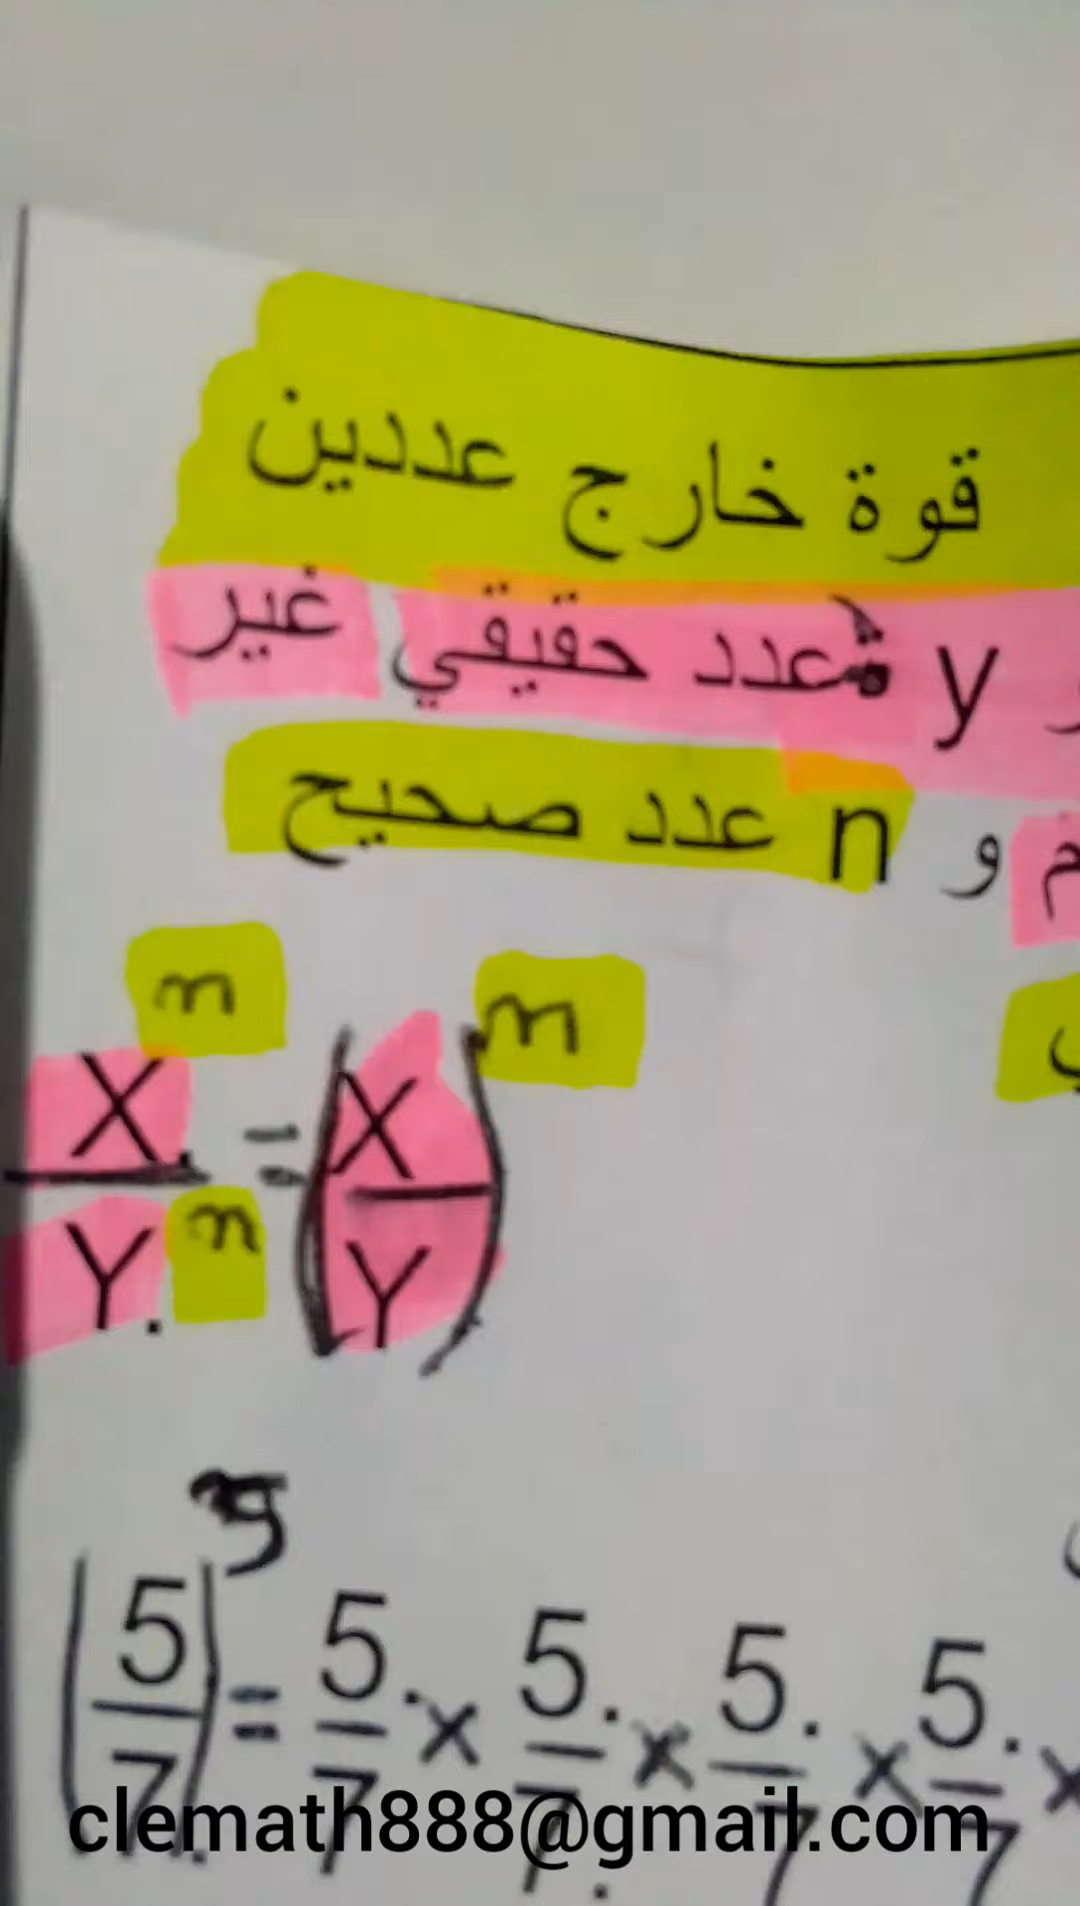 قوة خارج عددين
y عدد حقيقي غير
م و n عدد صحيح
X^n / Y^n = (X / Y)^n
(5/7)^5 = 5/7 × 5/7 × 5/7 × 5/7 ×
clemath888@gmail.com